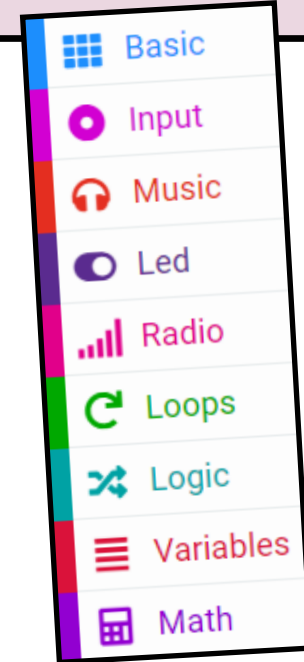 Basic
Input
Music
Led
Radio
Loops
Logic
Variables
Math